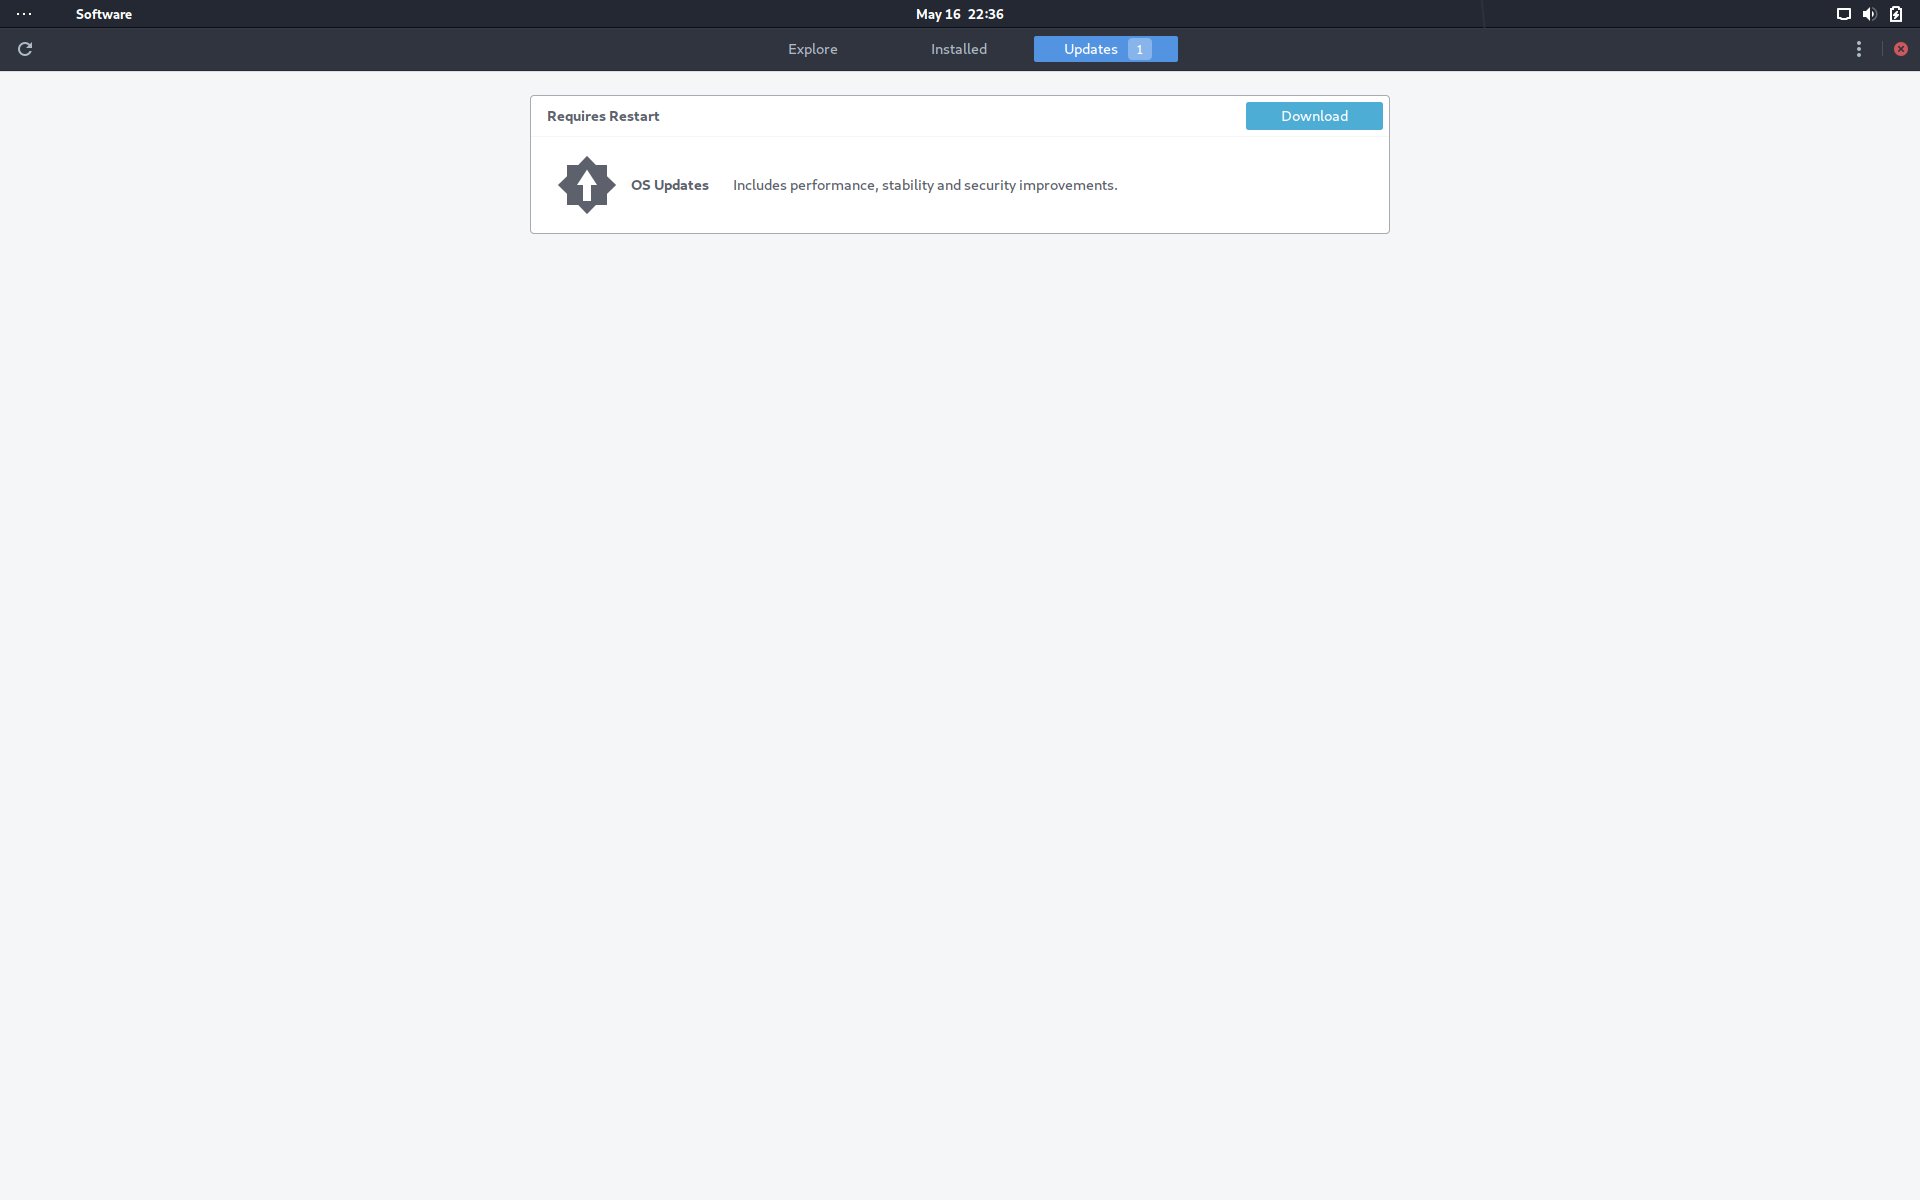 Software
May 16 22:36
Explore
Installed
Updates 1
Requires Restart
Download
OS Updates
Includes performance, stability and security improvements.